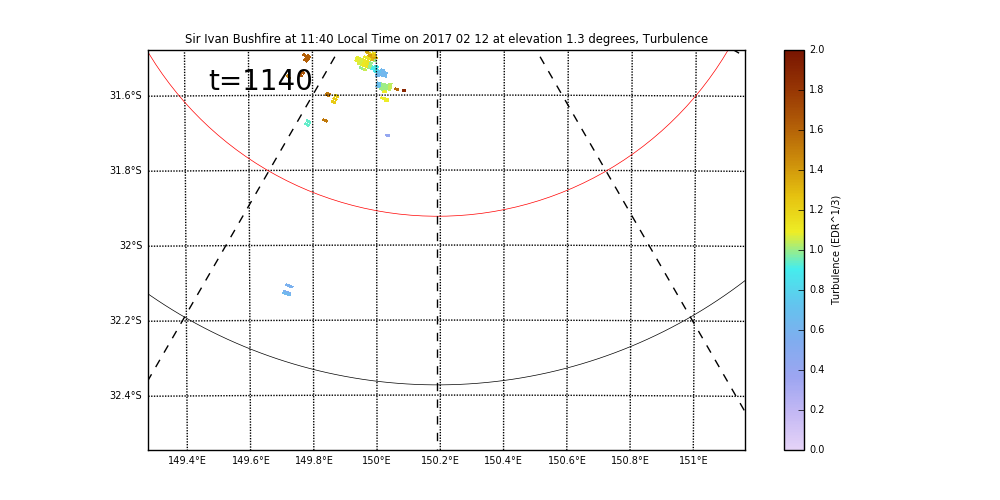 Sir Ivan Bushfire at 11:40 Local Time on 2017 02 12 at elevation 1.3 degrees, Turbulence
t=1140
31.6°S
31.8°S
32°S
32.2°S
32.4°S
149.4°E 149.6°E 149.8°E 150°E 150.2°E 150.4°E 150.6°E 150.8°E 151°E
2.0
1.8
1.6
1.4
1.2
1.0
0.8
0.6
0.4
0.2
0.0
Turbulence (EDR^1/3)